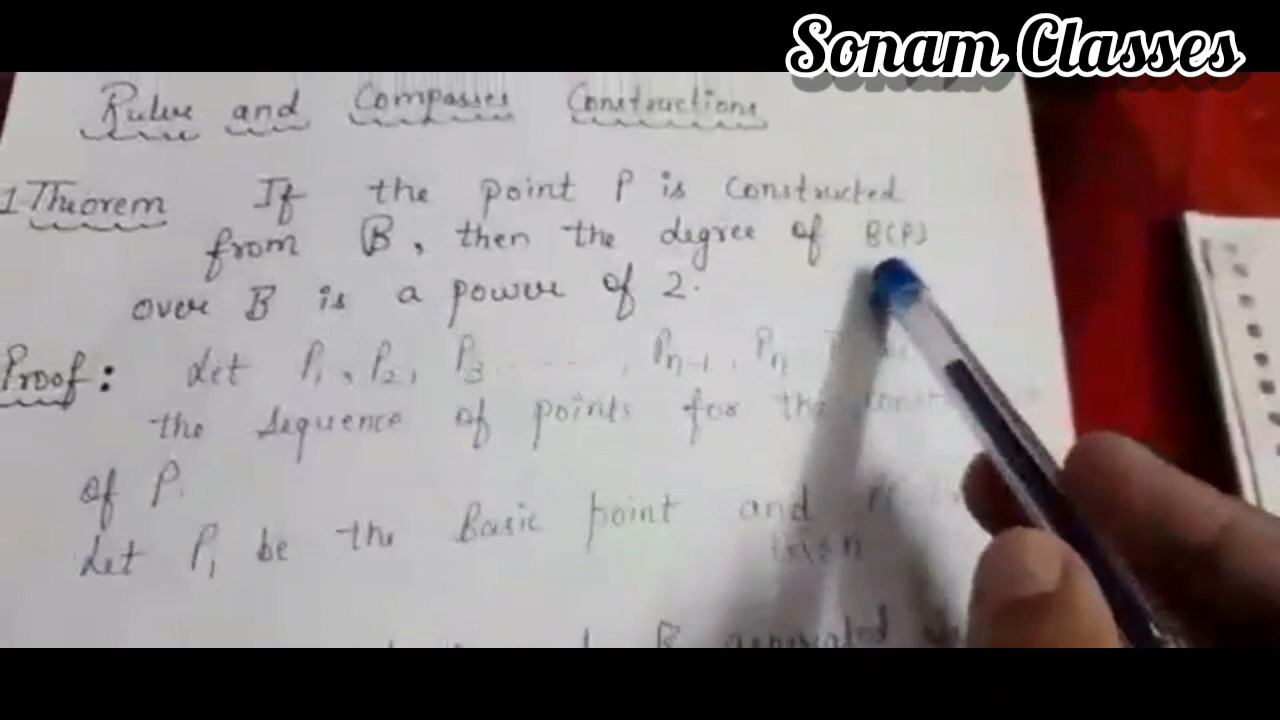 Sonam Classes
Ruler and Compasses Constructions
1 Theorem If the point P is constructed
from B, then the degree of B(P)
over B is a power of 2.
Proof: Let P1, P2, P3 ....., Pn-1, Pn
the sequence of points for the
of P.
Let P1 be the Basic point and
B generated